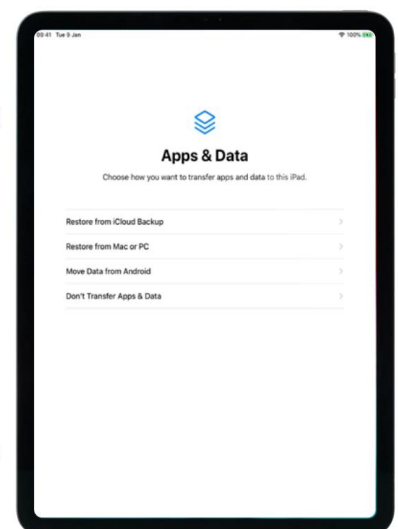 09:41 Tue 5 Jan 100%
Apps & Data
Choose how you want to transfer apps and data to this iPad.
Restore from iCloud Backup
Restore from Mac or PC
Move Data from Android
Don't Transfer Apps & Data